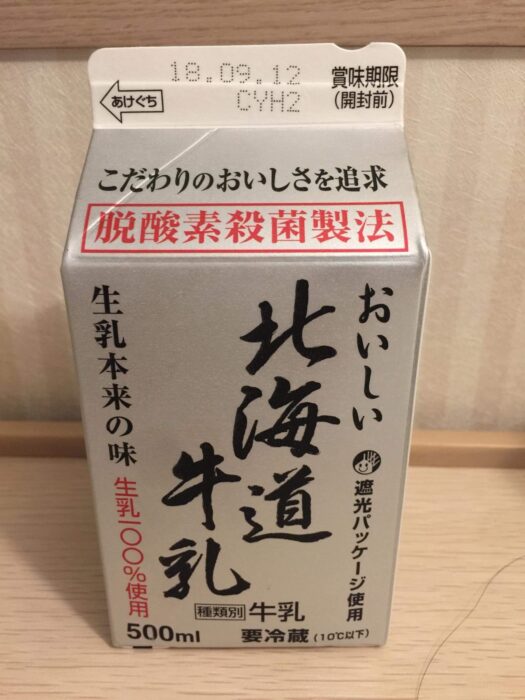 18.09.12
CYH2
賞味期限
(開封前)
あけぐち
こだわりのおいしさを追求
脱酸素殺菌製法
おいしい
北海道
牛乳
遮光パッケージ使用
生乳本来の味
生乳一〇〇%使用
種類別 牛乳
500ml 要冷蔵(10℃以下)